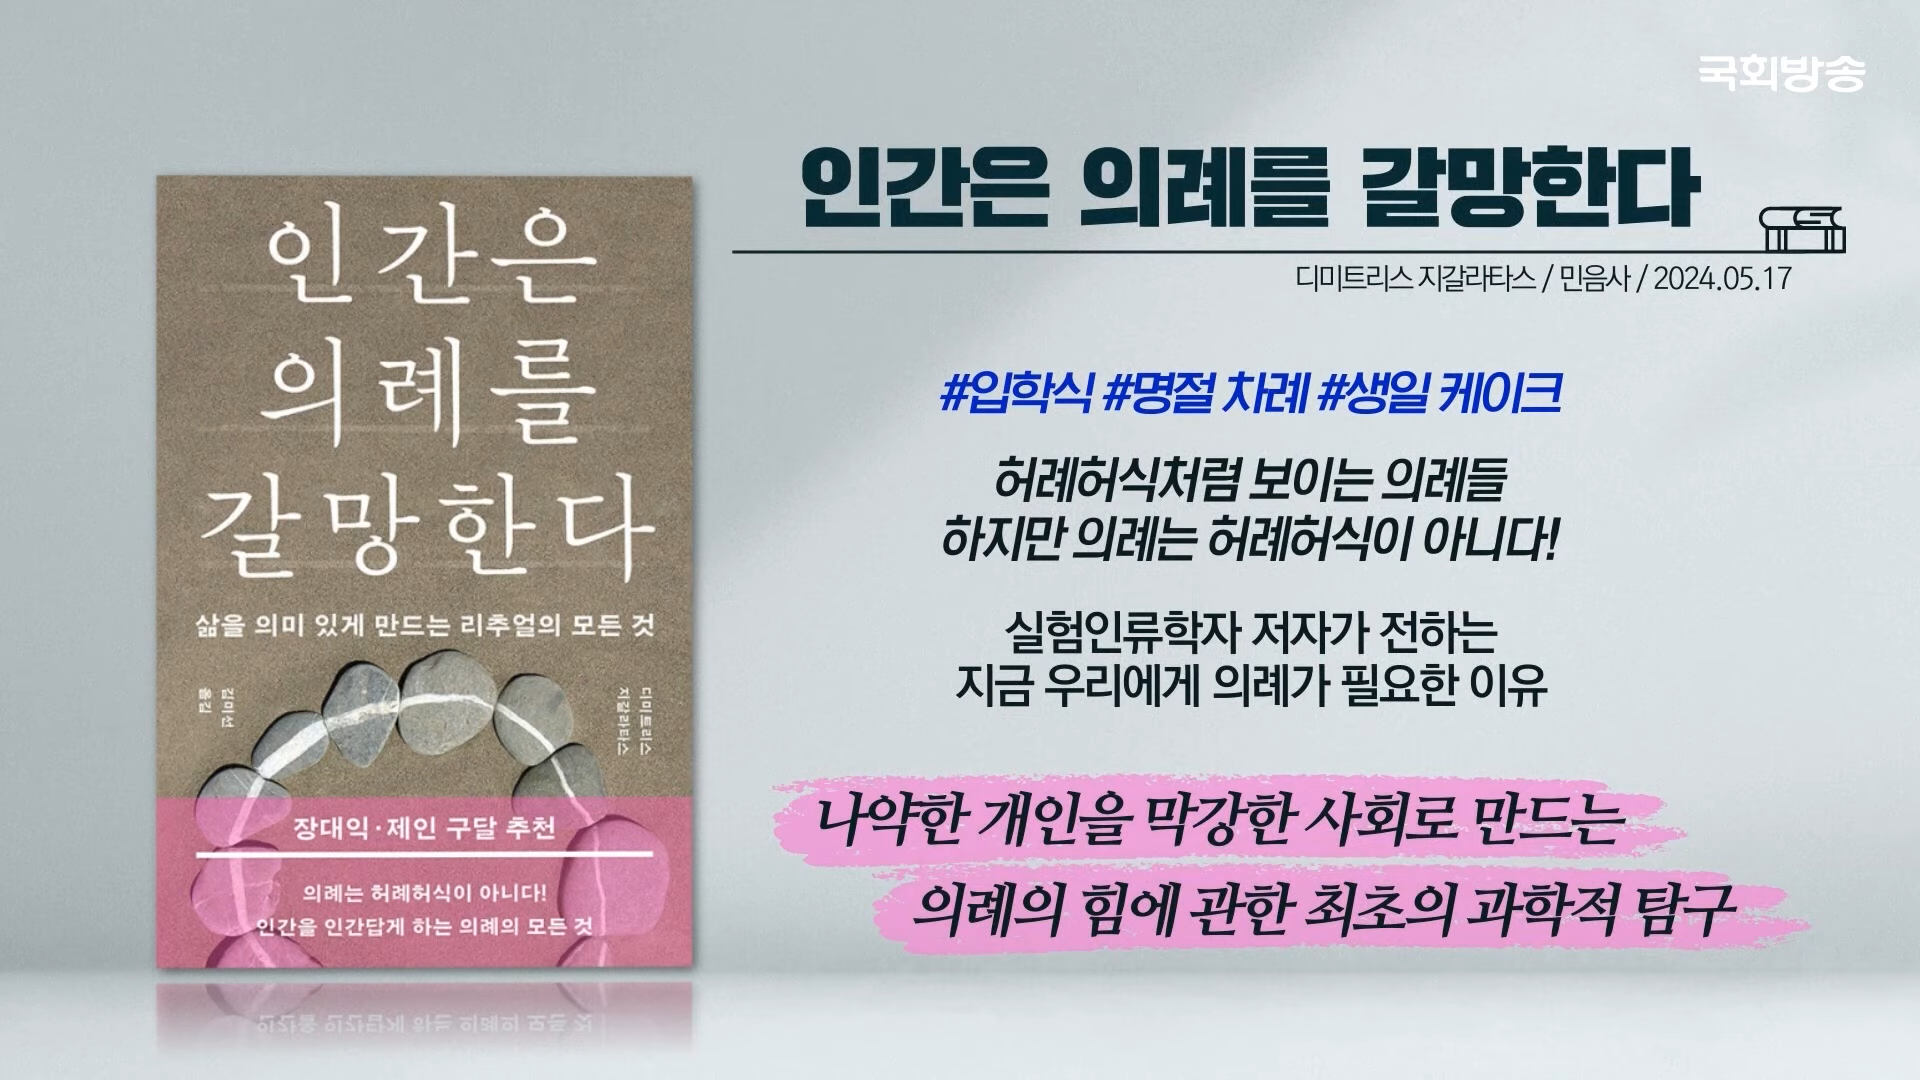 국회방송
인간은 의례를 갈망한다
디미트리스 지갈라타스 / 민음사 / 2024.05.17
#입학식 #명절 차례 #생일 케이크
허례허식처럼 보이는 의례들
하지만 의례는 허례허식이 아니다!
실험인류학자 저자가 전하는
지금 우리에게 의례가 필요한 이유
나약한 개인을 막강한 사회로 만드는
의례의 힘에 관한 최초의 과학적 탐구
인간은
의례를
갈망한다
삶을 의미 있게 만드는 리추얼의 모든 것
디미트리스
지갈라타스
김미선
옮김
장대익·제인 구달 추천
의례는 허례허식이 아니다!
인간을 인간답게 하는 의례의 모든 것